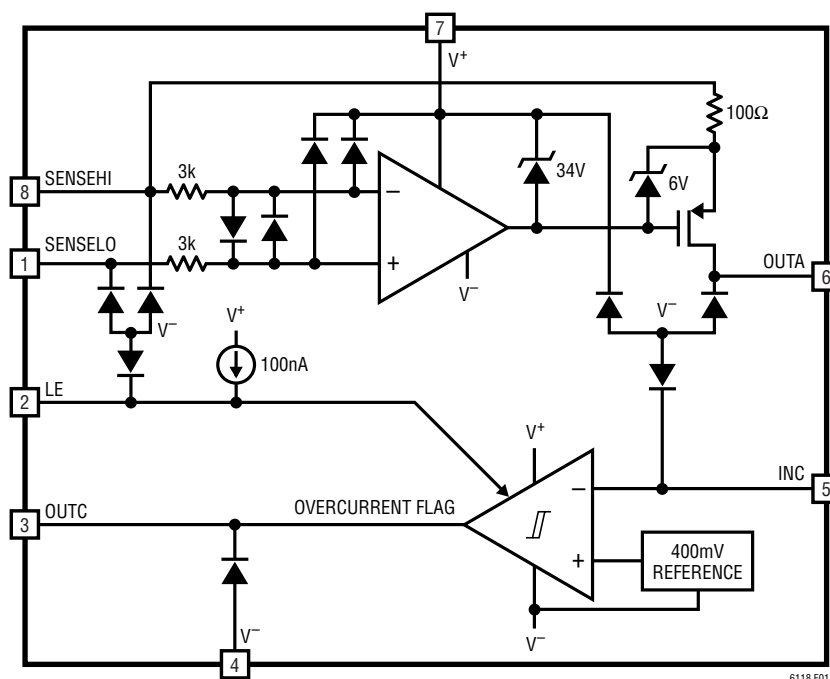 7
V+
100Ω
34V
6V
3k
8 SENSEHI
−
3k
1 SENSELO
+
V−
OUTA 6
V−
V−
V+
100nA
2 LE
V+
INC 5
−
3 OUTC
OVERCURRENT FLAG
+
400mV
REFERENCE
V−
V−
4
6118 F01